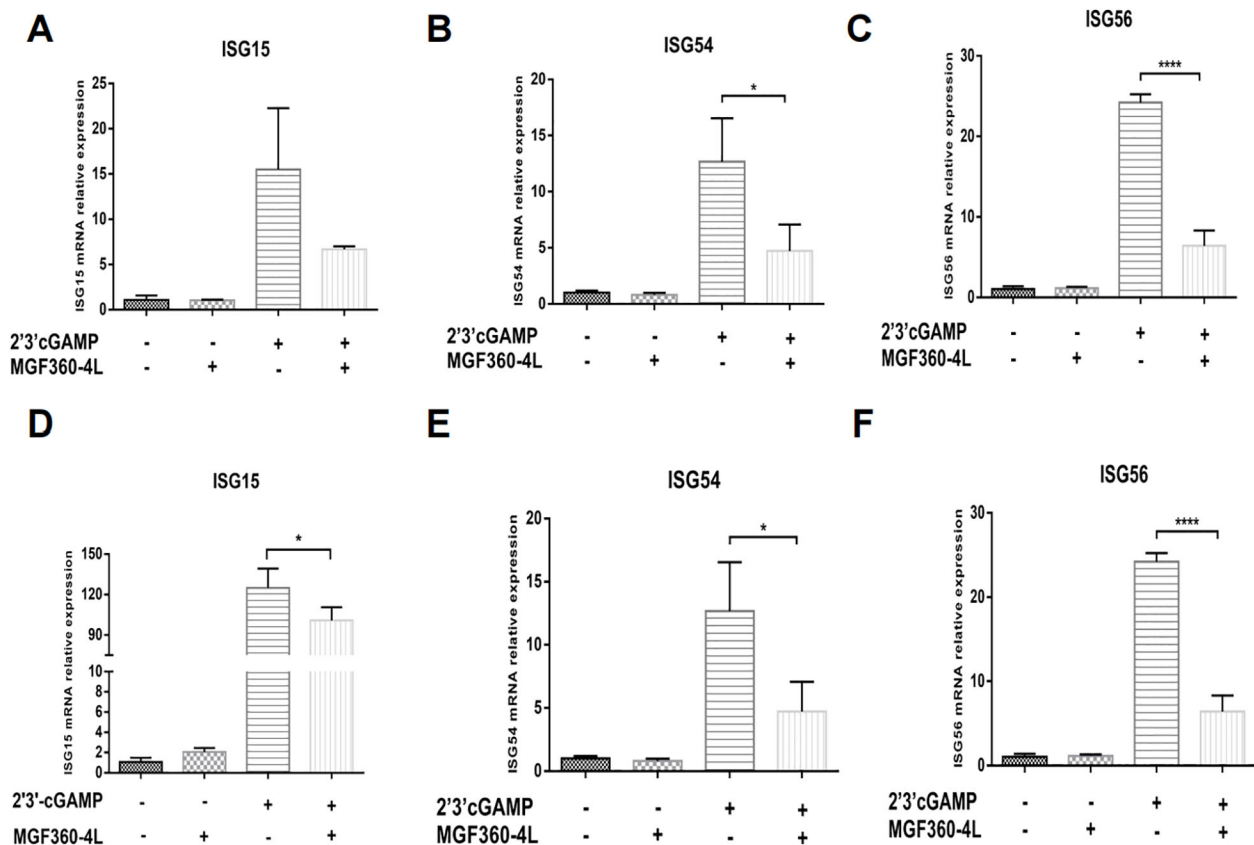 A
ISG15
ISG15 mRNA relative expression
25
20
15
10
5
0
2'3'cGAMP - - + +
MGF360-4L - + - +
B
ISG54
ISG54 mRNA relative expression
20
15
10
5
0
*
2'3'cGAMP - - + +
MGF360-4L - + - +
C
ISG56
ISG56 mRNA relative expression
30
20
10
0
****
2'3'cGAMP - - + +
MGF360-4L - + - +
D
ISG15
ISG15 mRNA relative expression
150
120
90
10
8
6
4
2
0
*
2'3'-cGAMP - - + +
MGF360-4L - + - +
E
ISG54
ISG54 mRNA relative expression
20
15
10
5
0
*
2'3'cGAMP - - + +
MGF360-4L - + - +
F
ISG56
ISG56 mRNA relative expression
30
20
10
0
****
2'3'cGAMP - - + +
MGF360-4L - + - +